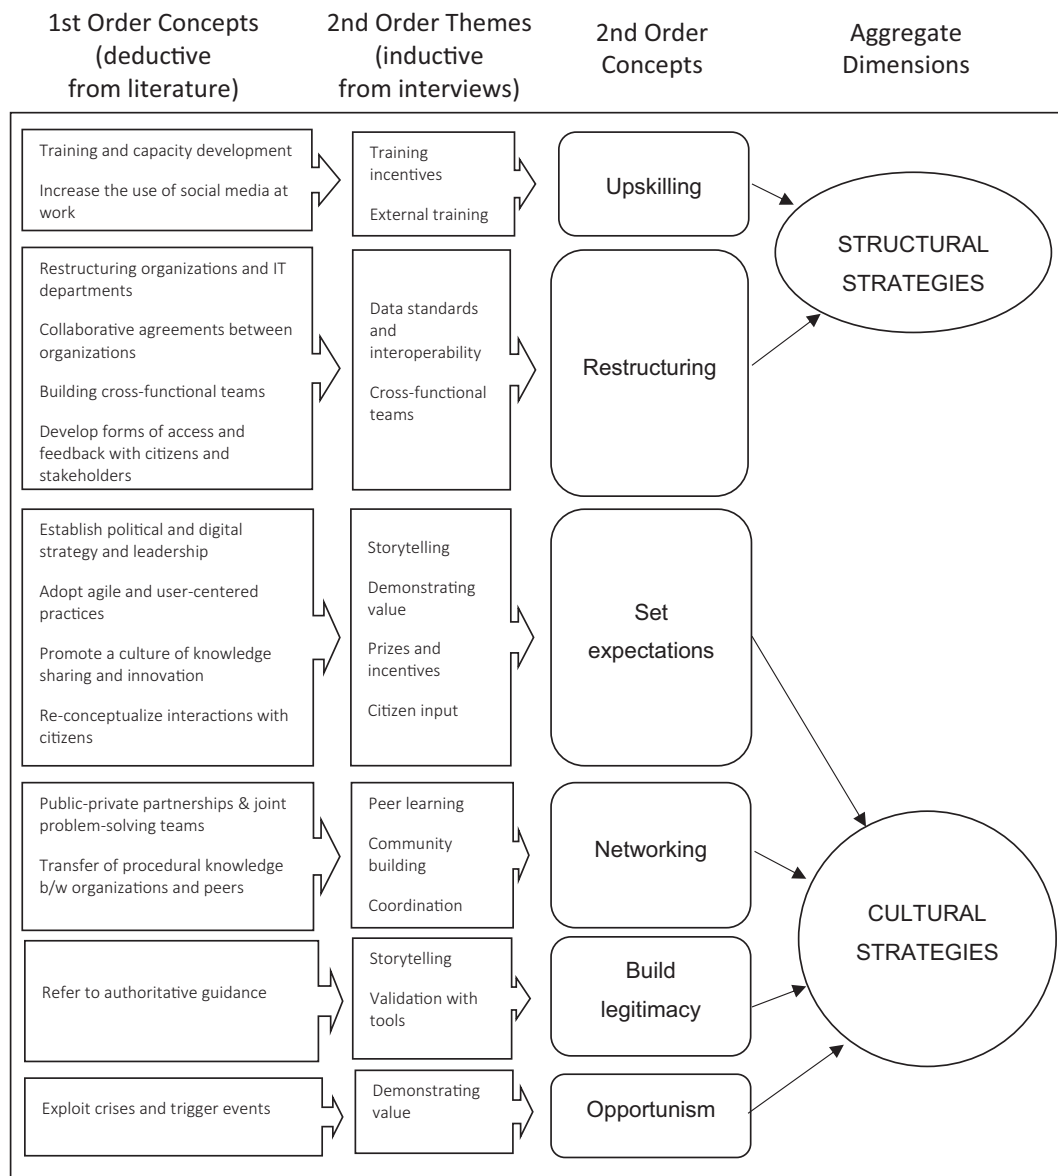 1st Order Concepts
(deductive
from literature)
2nd Order Themes
(inductive
from interviews)
2nd Order
Concepts
Aggregate
Dimensions
Training and capacity development
Increase the use of social media at
work
Training
incentives
External training
Upskilling
STRUCTURAL
STRATEGIES
Restructuring organizations and IT
departments
Collaborative agreements between
organizations
Building cross-functional teams
Develop forms of access and
feedback with citizens and
stakeholders
Data standards
and
interoperability
Cross-functional
teams
Restructuring
Establish political and digital
strategy and leadership
Adopt agile and user-centered
practices
Promote a culture of knowledge
sharing and innovation
Re-conceptualize interactions with
citizens
Storytelling
Demonstrating
value
Prizes and
incentives
Citizen input
Set
expectations
Public-private partnerships & joint
problem-solving teams
Transfer of procedural knowledge
b/w organizations and peers
Peer learning
Community
building
Coordination
Networking
CULTURAL
STRATEGIES
Refer to authoritative guidance
Storytelling
Validation with
tools
Build
legitimacy
Exploit crises and trigger events
Demonstrating
value
Opportunism